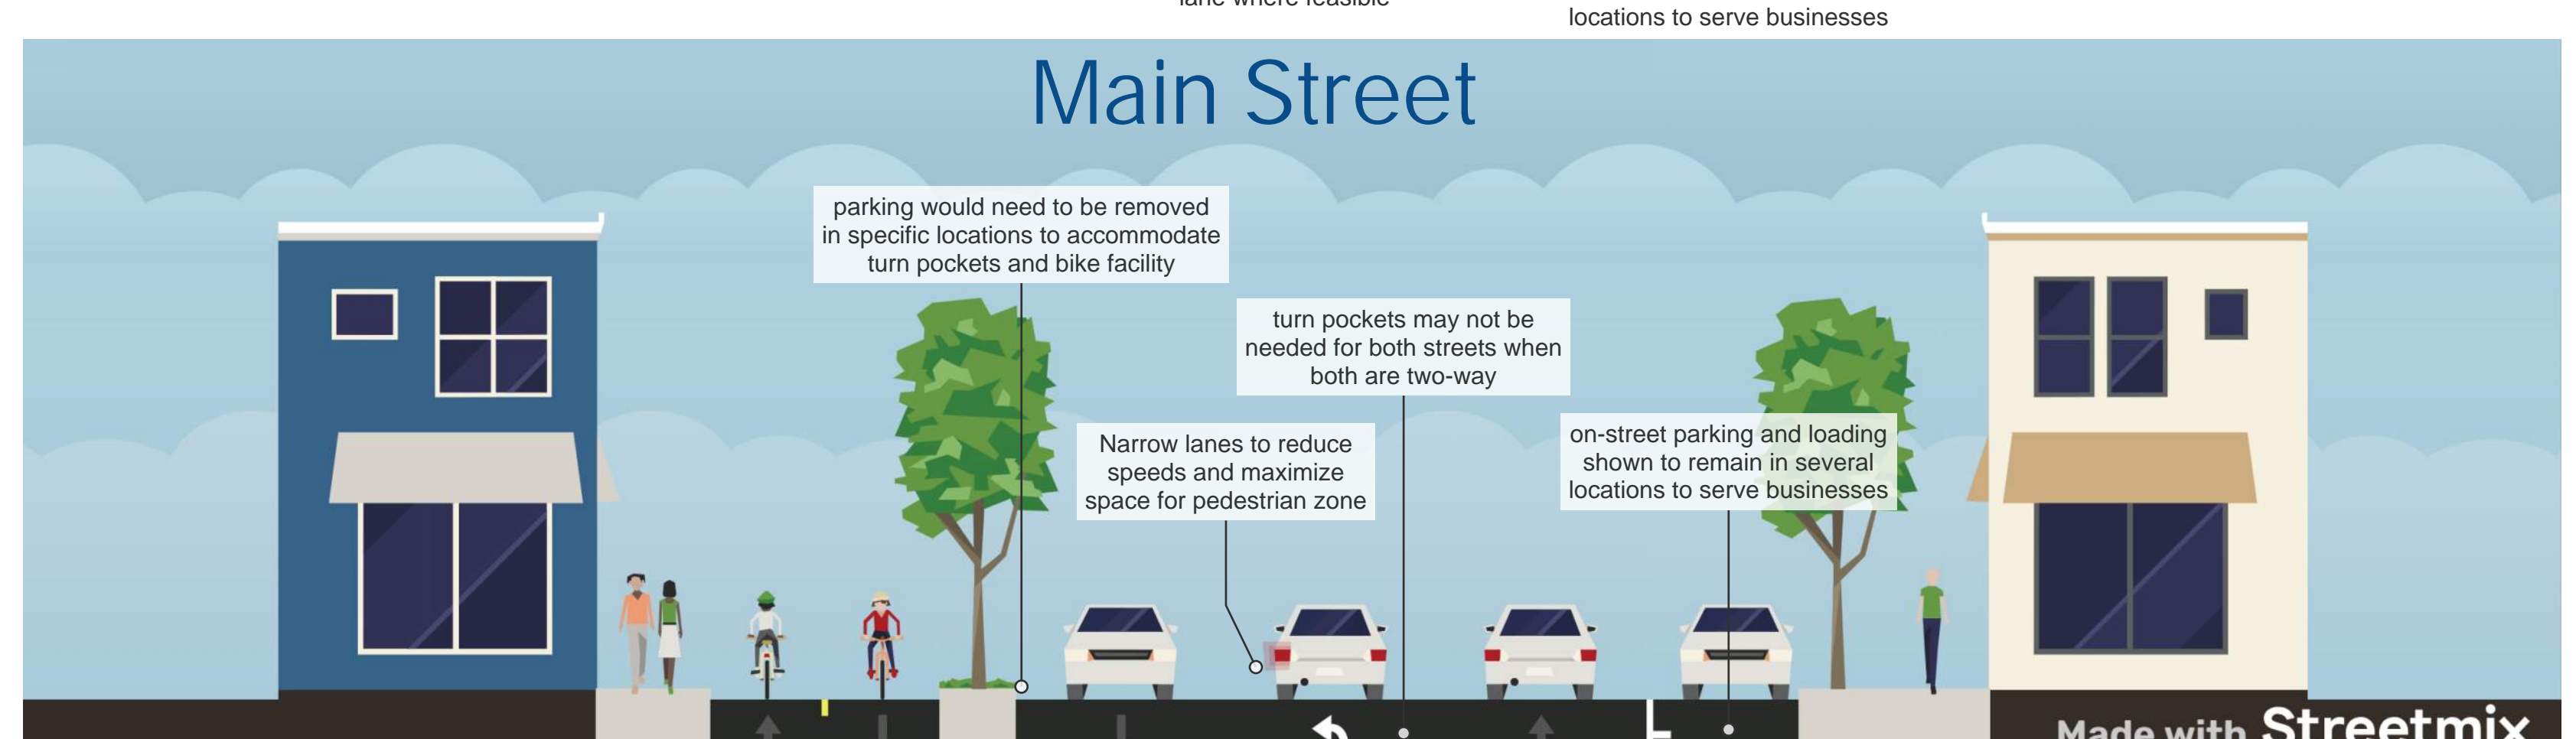 lane where feasible
locations to serve businesses
Main Street
parking would need to be removed
in specific locations to accommodate
turn pockets and bike facility
turn pockets may not be
needed for both streets when
both are two-way
Narrow lanes to reduce
speeds and maximize
space for pedestrian zone
on-street parking and loading
shown to remain in several
locations to serve businesses
Made with Streetmix